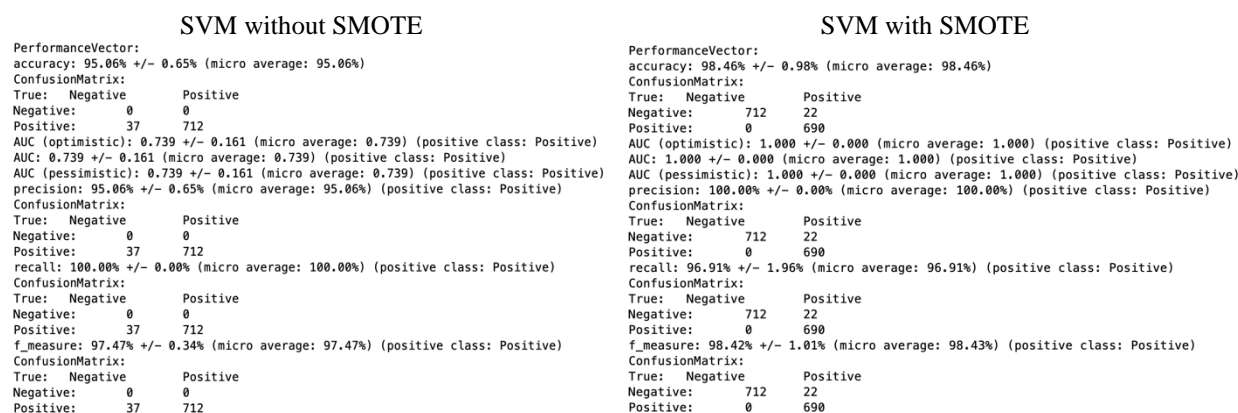 SVM without SMOTE
PerformanceVector:
accuracy: 95.06% +/- 0.65% (micro average: 95.06%)
ConfusionMatrix:
True: Negative Positive
Negative: 0 0
Positive: 37 712
AUC (optimistic): 0.739 +/- 0.161 (micro average: 0.739) (positive class: Positive)
AUC: 0.739 +/- 0.161 (micro average: 0.739) (positive class: Positive)
AUC (pessimistic): 0.739 +/- 0.161 (micro average: 0.739) (positive class: Positive)
precision: 95.06% +/- 0.65% (micro average: 95.06%) (positive class: Positive)
ConfusionMatrix:
True: Negative Positive
Negative: 0 0
Positive: 37 712
recall: 100.00% +/- 0.00% (micro average: 100.00%) (positive class: Positive)
ConfusionMatrix:
True: Negative Positive
Negative: 0 0
Positive: 37 712
f_measure: 97.47% +/- 0.34% (micro average: 97.47%) (positive class: Positive)
ConfusionMatrix:
True: Negative Positive
Negative: 0 0
Positive: 37 712
SVM with SMOTE
PerformanceVector:
accuracy: 98.46% +/- 0.98% (micro average: 98.46%)
ConfusionMatrix:
True: Negative Positive
Negative: 712 22
Positive: 0 690
AUC (optimistic): 1.000 +/- 0.000 (micro average: 1.000) (positive class: Positive)
AUC: 1.000 +/- 0.000 (micro average: 1.000) (positive class: Positive)
AUC (pessimistic): 1.000 +/- 0.000 (micro average: 1.000) (positive class: Positive)
precision: 100.00% +/- 0.00% (micro average: 100.00%) (positive class: Positive)
ConfusionMatrix:
True: Negative Positive
Negative: 712 22
Positive: 0 690
recall: 96.91% +/- 1.96% (micro average: 96.91%) (positive class: Positive)
ConfusionMatrix:
True: Negative Positive
Negative: 712 22
Positive: 0 690
f_measure: 98.42% +/- 1.01% (micro average: 98.43%) (positive class: Positive)
ConfusionMatrix:
True: Negative Positive
Negative: 712 22
Positive: 0 690